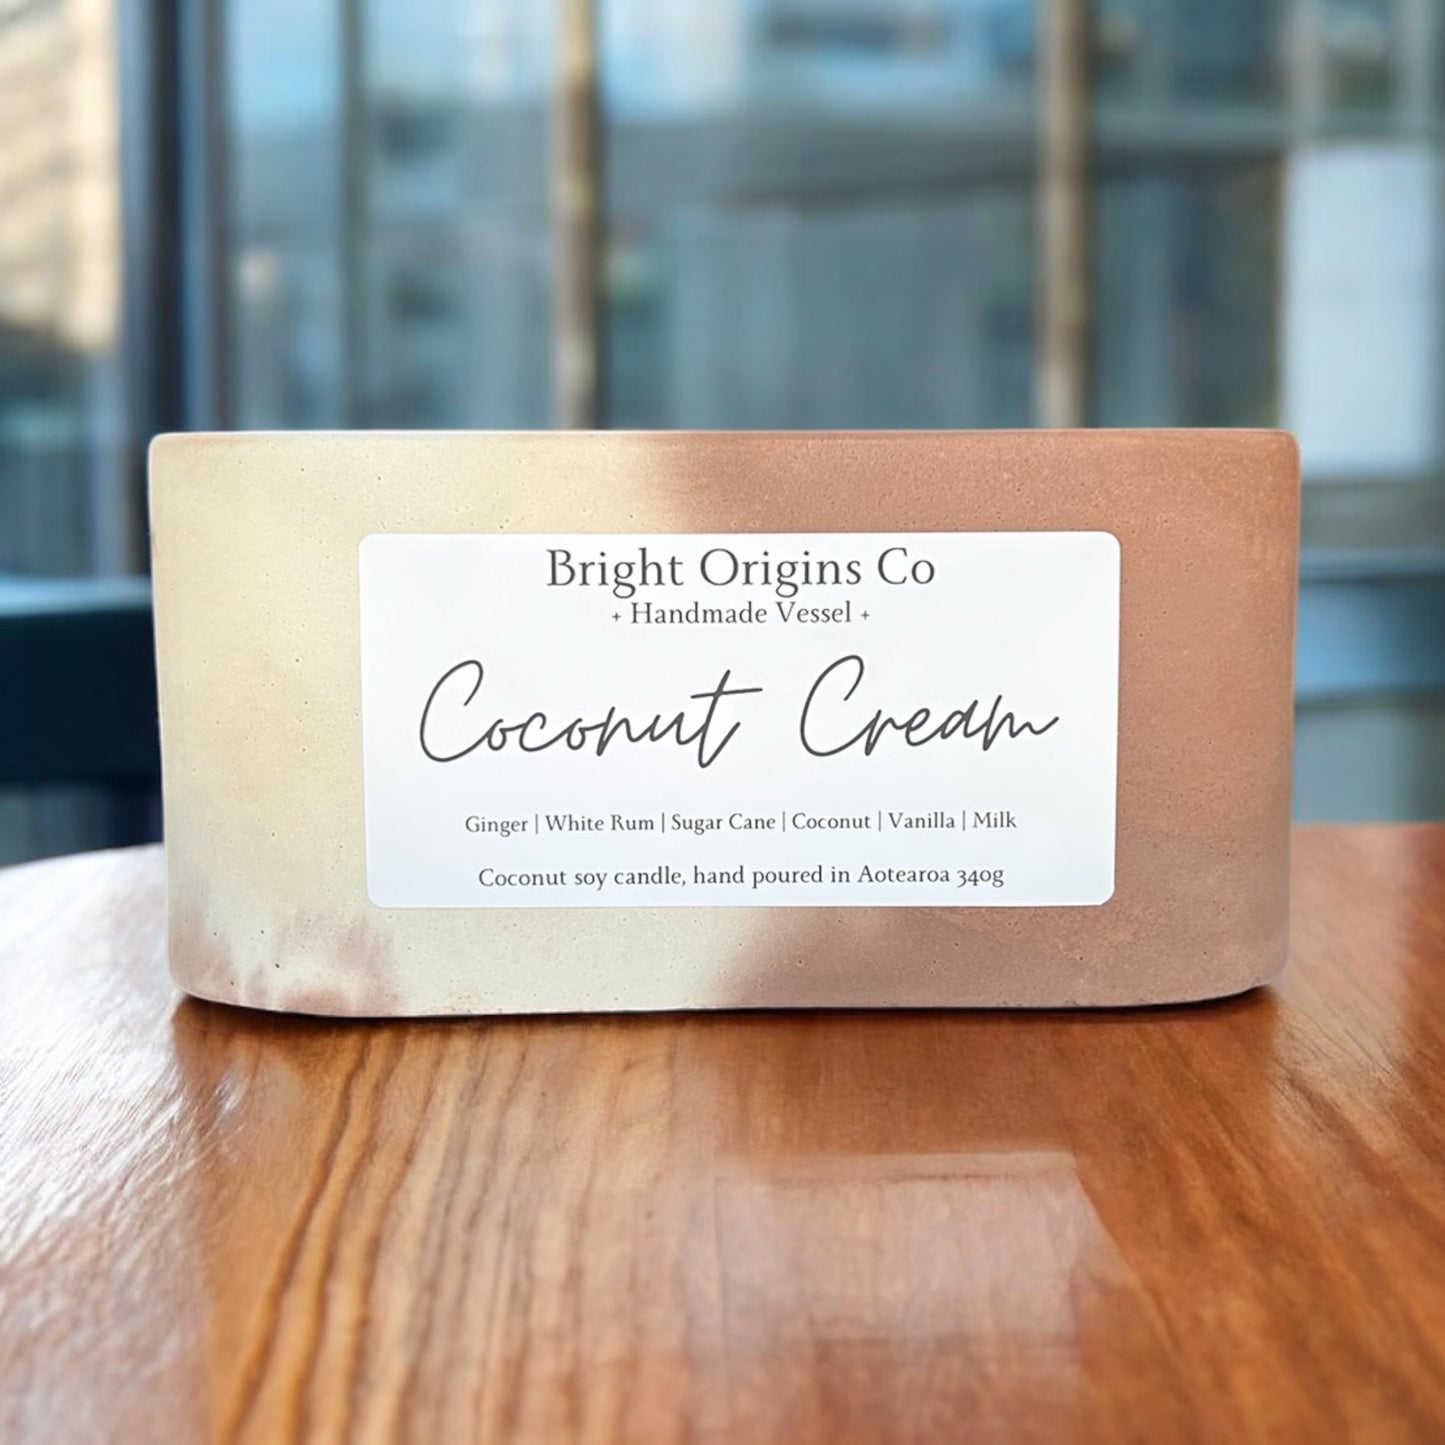 Bright Origins Co
+ Handmade Vessel +
Coconut Cream
Ginger | White Rum | Sugar Cane | Coconut | Vanilla | Milk
Coconut soy candle, hand poured in Aotearoa 340g